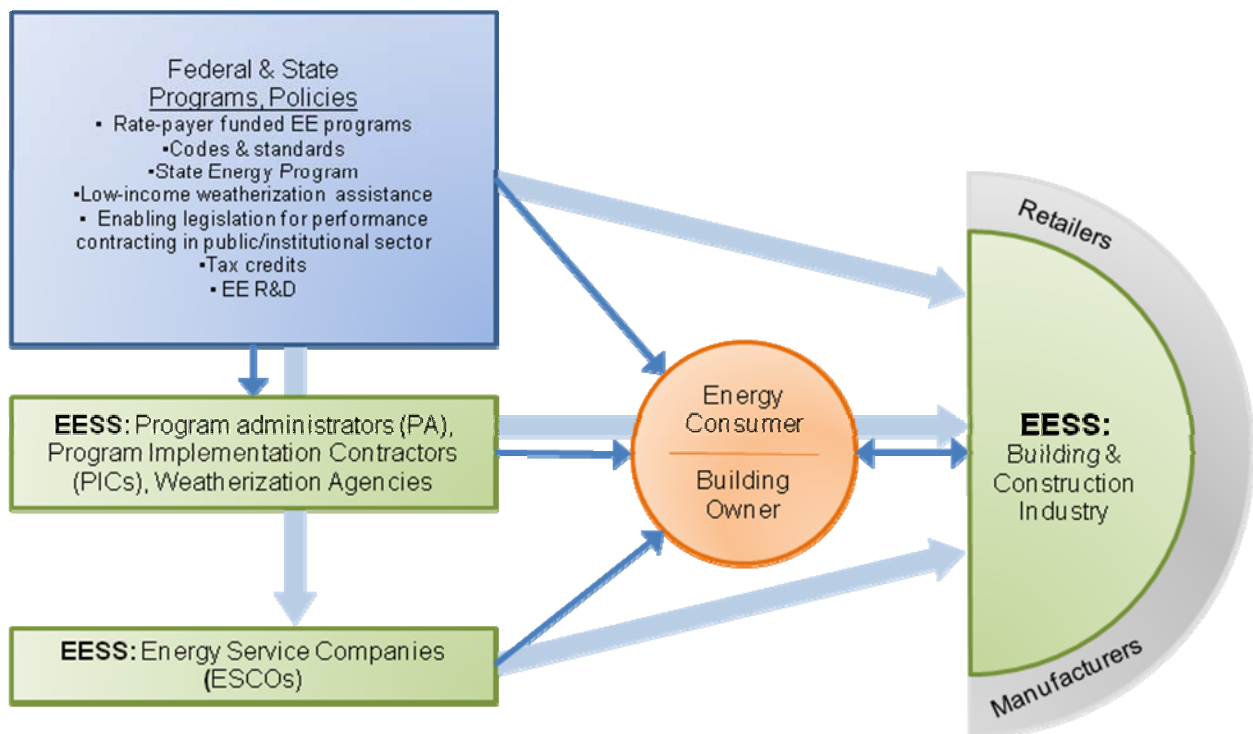 Federal & State
Programs, Policies
▪ Rate-payer funded EE programs
▪Codes & standards
▪State Energy Program
▪Low-income weatherization assistance
▪ Enabling legislation for performance
contracting in public/institutional sector
▪Tax credits
▪ EE R&D
EESS: Program administrators (PA),
Program Implementation Contractors
(PICs), Weatherization Agencies
EESS: Energy Service Companies
(ESCOs)
Energy
Consumer
Building
Owner
EESS:
Building &
Construction
Industry
Retailers
Manufacturers